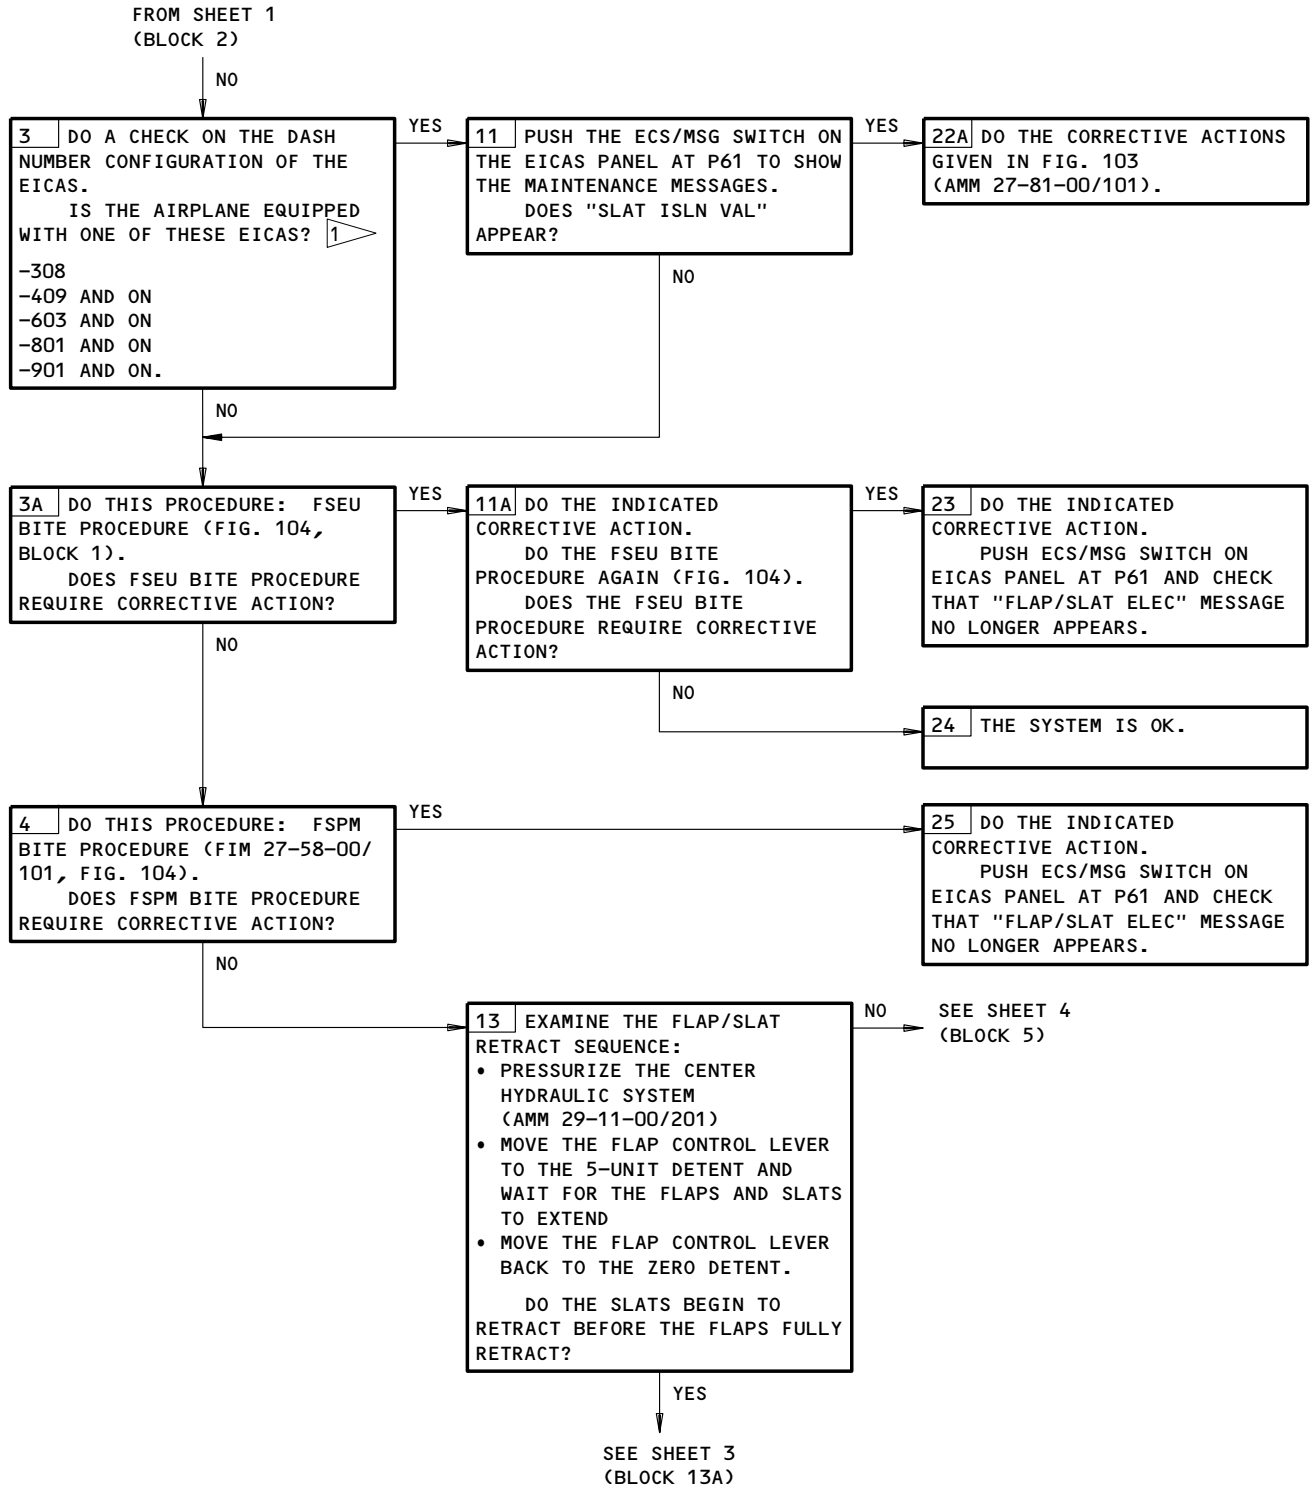 FROM SHEET 1
(BLOCK 2)
NO
3 DO A CHECK ON THE DASH
NUMBER CONFIGURATION OF THE
EICAS.
IS THE AIRPLANE EQUIPPED
WITH ONE OF THESE EICAS? 1
-308
-409 AND ON
-603 AND ON
-801 AND ON
-901 AND ON.
YES
11 PUSH THE ECS/MSG SWITCH ON
THE EICAS PANEL AT P61 TO SHOW
THE MAINTENANCE MESSAGES.
DOES "SLAT ISLN VAL"
APPEAR?
YES
22A DO THE CORRECTIVE ACTIONS
GIVEN IN FIG. 103
(AMM 27-81-00/101).
NO
NO
3A DO THIS PROCEDURE: FSEU
BITE PROCEDURE (FIG. 104,
BLOCK 1).
DOES FSEU BITE PROCEDURE
REQUIRE CORRECTIVE ACTION?
YES
11A DO THE INDICATED
CORRECTIVE ACTION.
DO THE FSEU BITE
PROCEDURE AGAIN (FIG. 104).
DOES THE FSEU BITE
PROCEDURE REQUIRE CORRECTIVE
ACTION?
YES
23 DO THE INDICATED
CORRECTIVE ACTION.
PUSH ECS/MSG SWITCH ON
EICAS PANEL AT P61 AND CHECK
THAT "FLAP/SLAT ELEC" MESSAGE
NO LONGER APPEARS.
NO
NO
24 THE SYSTEM IS OK.
4 DO THIS PROCEDURE: FSPM
BITE PROCEDURE (FIM 27-58-00/
101, FIG. 104).
DOES FSPM BITE PROCEDURE
REQUIRE CORRECTIVE ACTION?
YES
25 DO THE INDICATED
CORRECTIVE ACTION.
PUSH ECS/MSG SWITCH ON
EICAS PANEL AT P61 AND CHECK
THAT "FLAP/SLAT ELEC" MESSAGE
NO LONGER APPEARS.
NO
13 EXAMINE THE FLAP/SLAT
RETRACT SEQUENCE:
• PRESSURIZE THE CENTER
HYDRAULIC SYSTEM
(AMM 29-11-00/201)
• MOVE THE FLAP CONTROL LEVER
TO THE 5-UNIT DETENT AND
WAIT FOR THE FLAPS AND SLATS
TO EXTEND
• MOVE THE FLAP CONTROL LEVER
BACK TO THE ZERO DETENT.
DO THE SLATS BEGIN TO
RETRACT BEFORE THE FLAPS FULLY
RETRACT?
NO
SEE SHEET 4
(BLOCK 5)
YES
SEE SHEET 3
(BLOCK 13A)